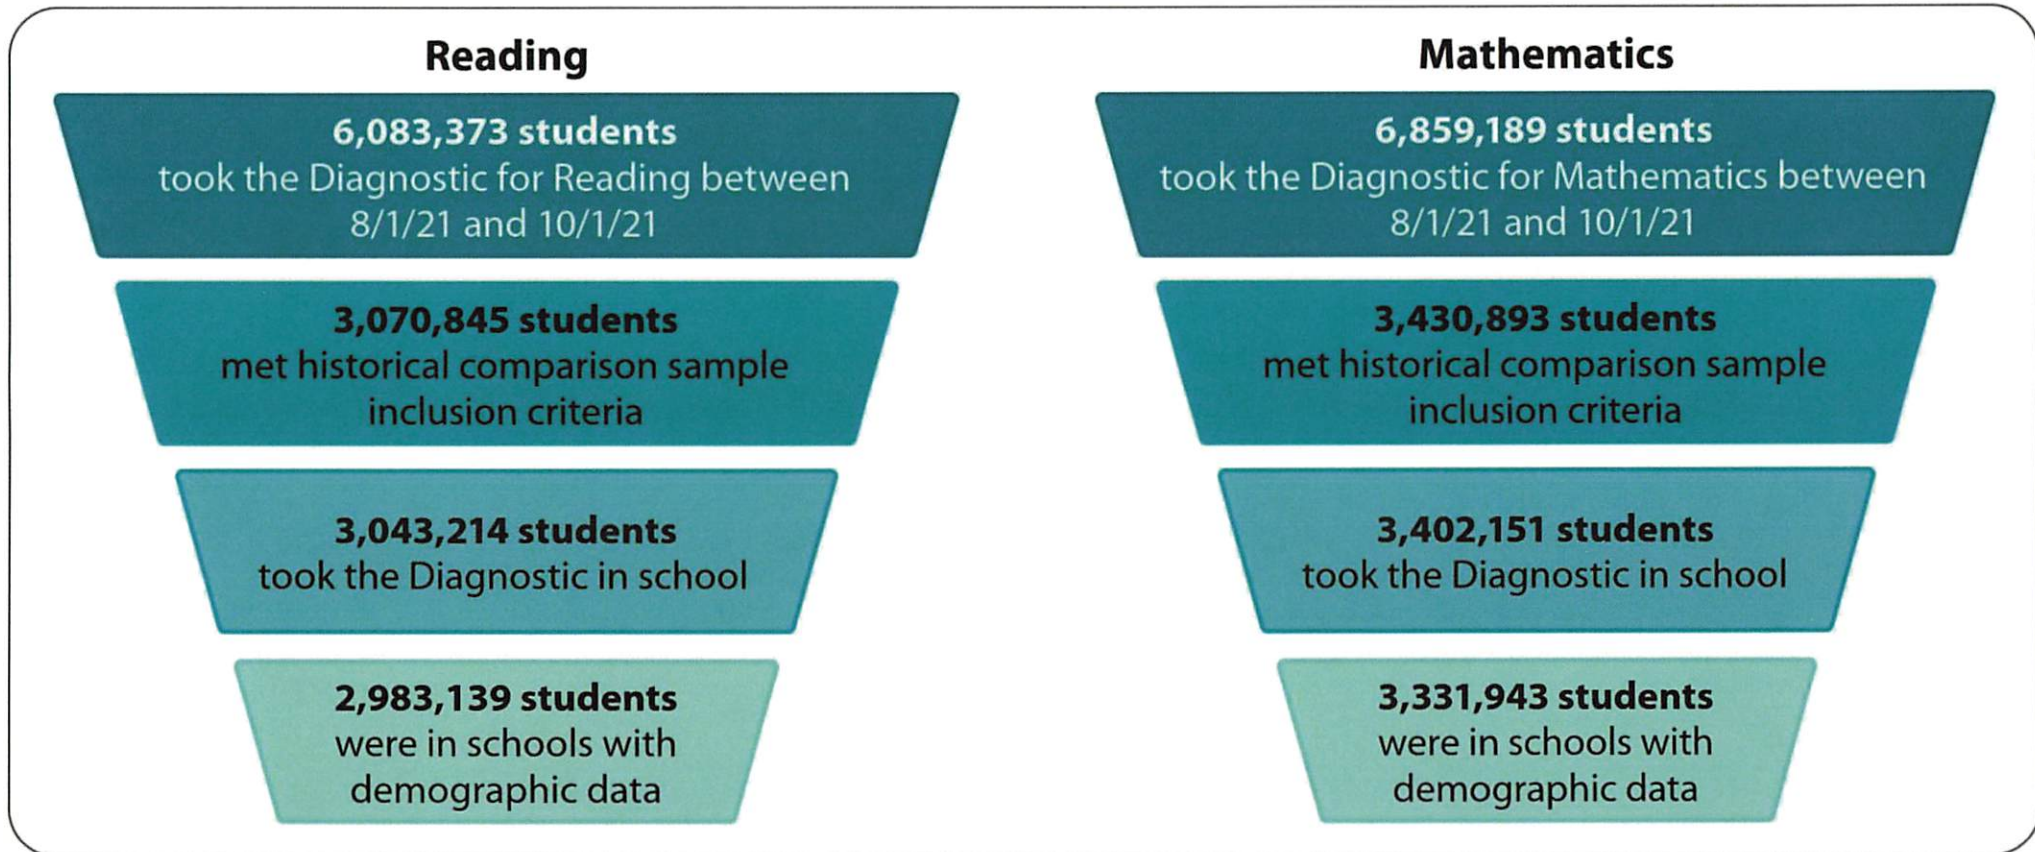 Reading
6,083,373 students
took the Diagnostic for Reading between
8/1/21 and 10/1/21
3,070,845 students
met historical comparison sample
inclusion criteria
3,043,214 students
took the Diagnostic in school
2,983,139 students
were in schools with
demographic data
Mathematics
6,859,189 students
took the Diagnostic for Mathematics between
8/1/21 and 10/1/21
3,430,893 students
met historical comparison sample
inclusion criteria
3,402,151 students
took the Diagnostic in school
3,331,943 students
were in schools with
demographic data